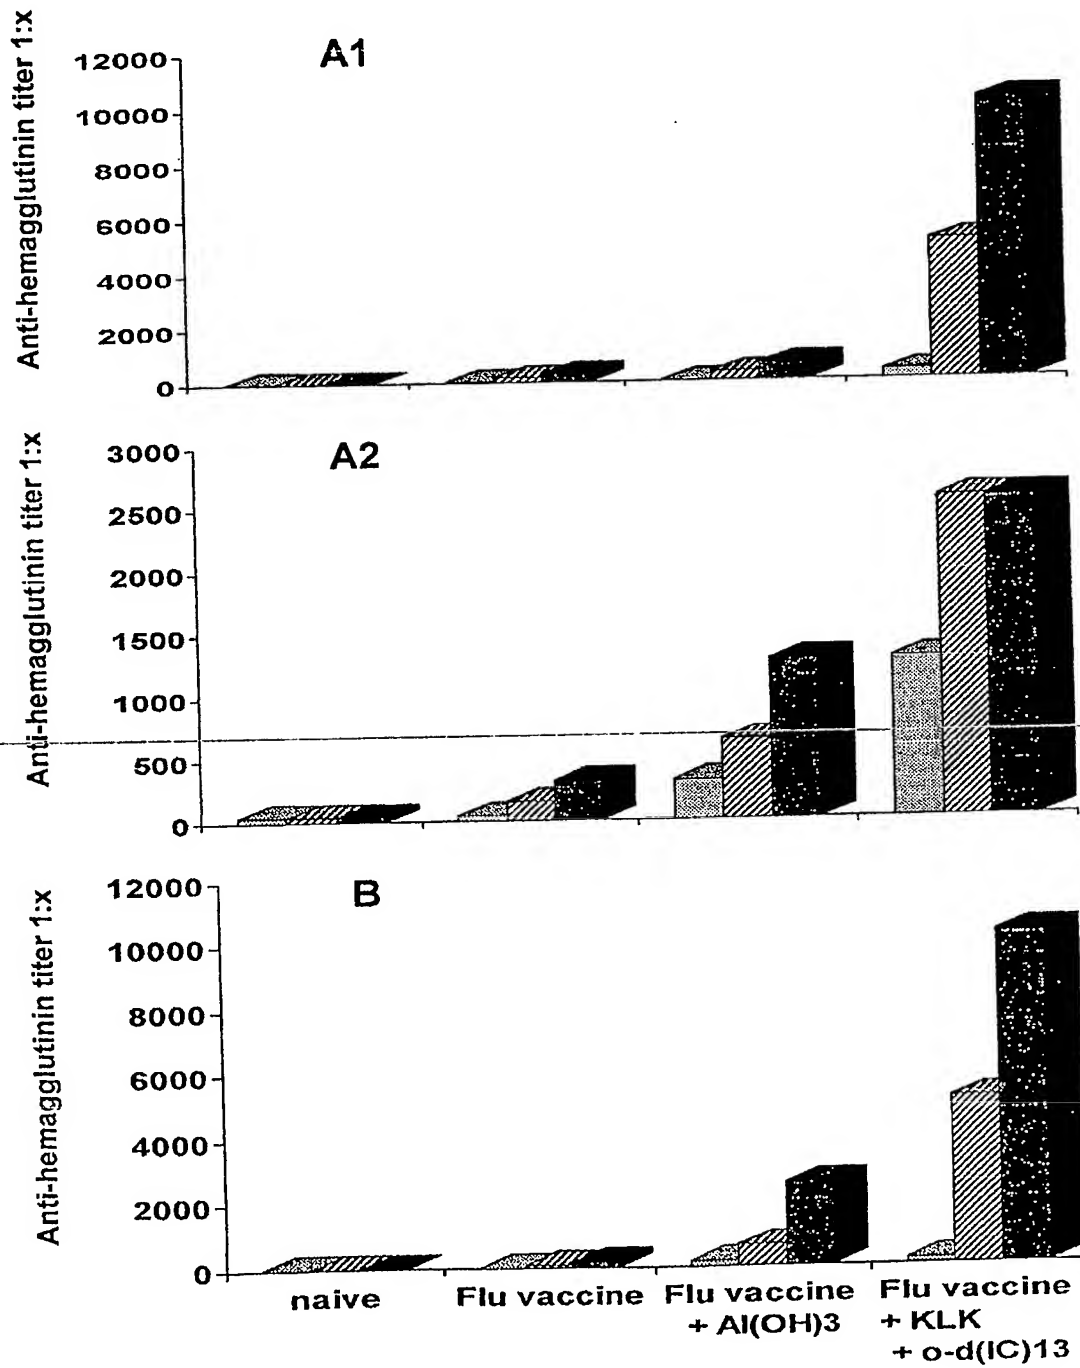 A1
Anti-hemagglutinin titer 1:x
12000
10000
8000
6000
4000
2000
0
A2
Anti-hemagglutinin titer 1:x
3000
2500
2000
1500
1000
500
0
B
Anti-hemagglutinin titer 1:x
12000
10000
8000
6000
4000
2000
0
naive
Flu vaccine
Flu vaccine
+ Al(OH)3
Flu vaccine
+ KLK
+ o-d(IC)13